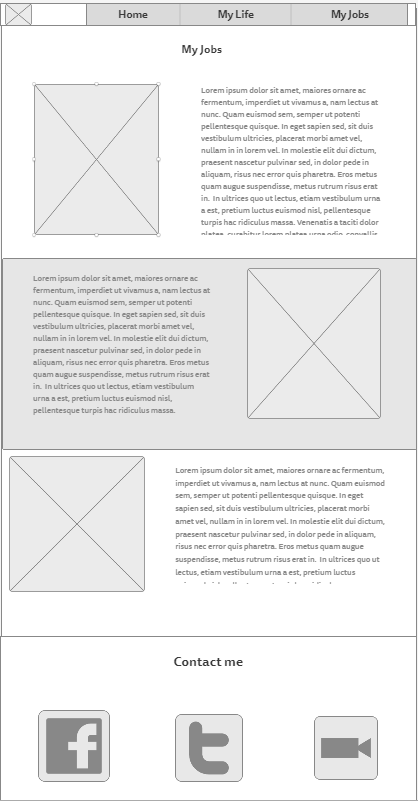 Home My Life My Jobs
My Jobs
Lorem ipsum dolor sit amet, mauris orare ac
fermentum, imperdiet ut vivamus a, nam lectus at
nunc. Quam euismod sem, semper ut potenti
pellentesque quisque. In eget sapien sed, sit duis
vestibulum ultricies, placerat morbi amet vel,
nullam in in lorem vel. In molestie elit dui dictum,
praesent nascetur pulvinar sed, in dolor pede in
aliquam, risus nec error quis pharetra. Eros metus
quam augue suspendisse, metus rutrum risus erat
in. In ultrices quo ut lectus, etiam vestibulum urna
a est, pretium luctus euismod nisl, pellentesque
turpis hac ridiculus massa. Venenatis a taciti dolor
platea, curabitur lorem platea urna odio, convallis
Lorem ipsum dolor sit amet, mauris orare ac
fermentum, imperdiet ut vivamus a, nam lectus at
nunc. Quam euismod sem, semper ut potenti
pellentesque quisque. In eget sapien sed, sit duis
vestibulum ultricies, placerat morbi amet vel,
nullam in in lorem vel. In molestie elit dui dictum,
praesent nascetur pulvinar sed, in dolor pede in
aliquam, risus nec error quis pharetra. Eros metus
quam augue suspendisse, metus rutrum risus erat
in. In ultrices quo ut lectus, etiam vestibulum
urna a est, pretium luctus euismod nisl,
pellentesque turpis hac ridiculus massa.
Lorem ipsum dolor sit amet, mauris orare ac fermentum,
imperdiet ut vivamus a, nam lectus at nunc. Quam euismod
sem, semper ut potenti pellentesque quisque. In eget
sapien sed, sit duis vestibulum ultricies, placerat morbi
amet vel, nullam in in lorem vel. In molestie elit dui dictum,
praesent nascetur pulvinar sed, in dolor pede in aliquam,
risus nec error quis pharetra. Eros metus quam augue
suspendisse, metus rutrum risus erat in. In ultrices quo ut
lectus, etiam vestibulum urna a est, pretium luctus
Contact me